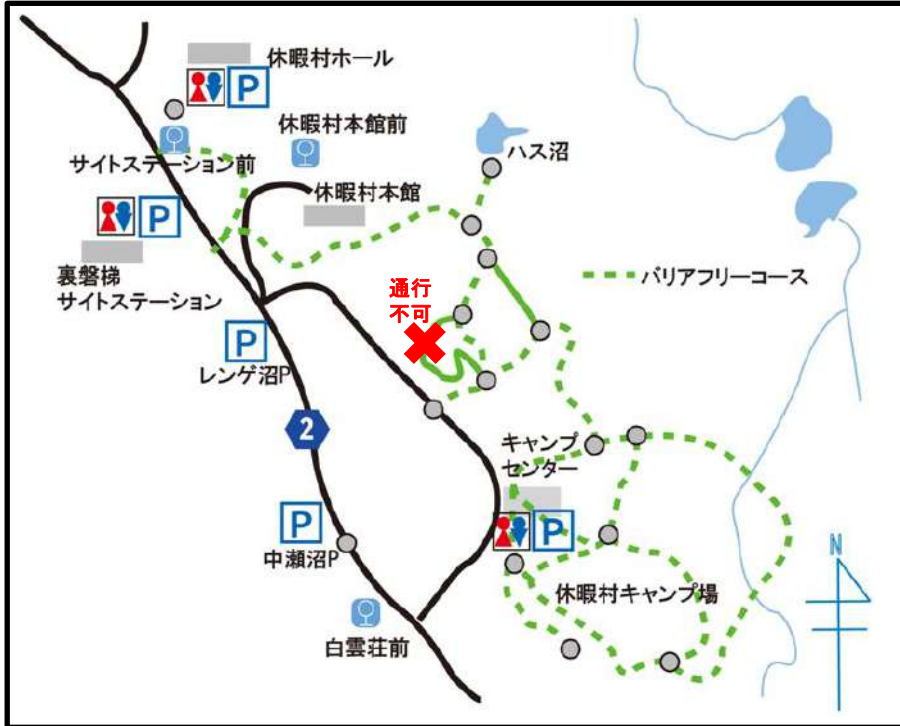 休暇村ホール
P
休暇村本館前
サイトステーション前
ハス沼
休暇村本館
P
裏磐梯
サイトステーション
バリアフリーコース
通行
不可
P
レンゲ沼P
2
キャンプ
センター
P
P
中瀬沼P
休暇村キャンプ場
白雲荘前
N